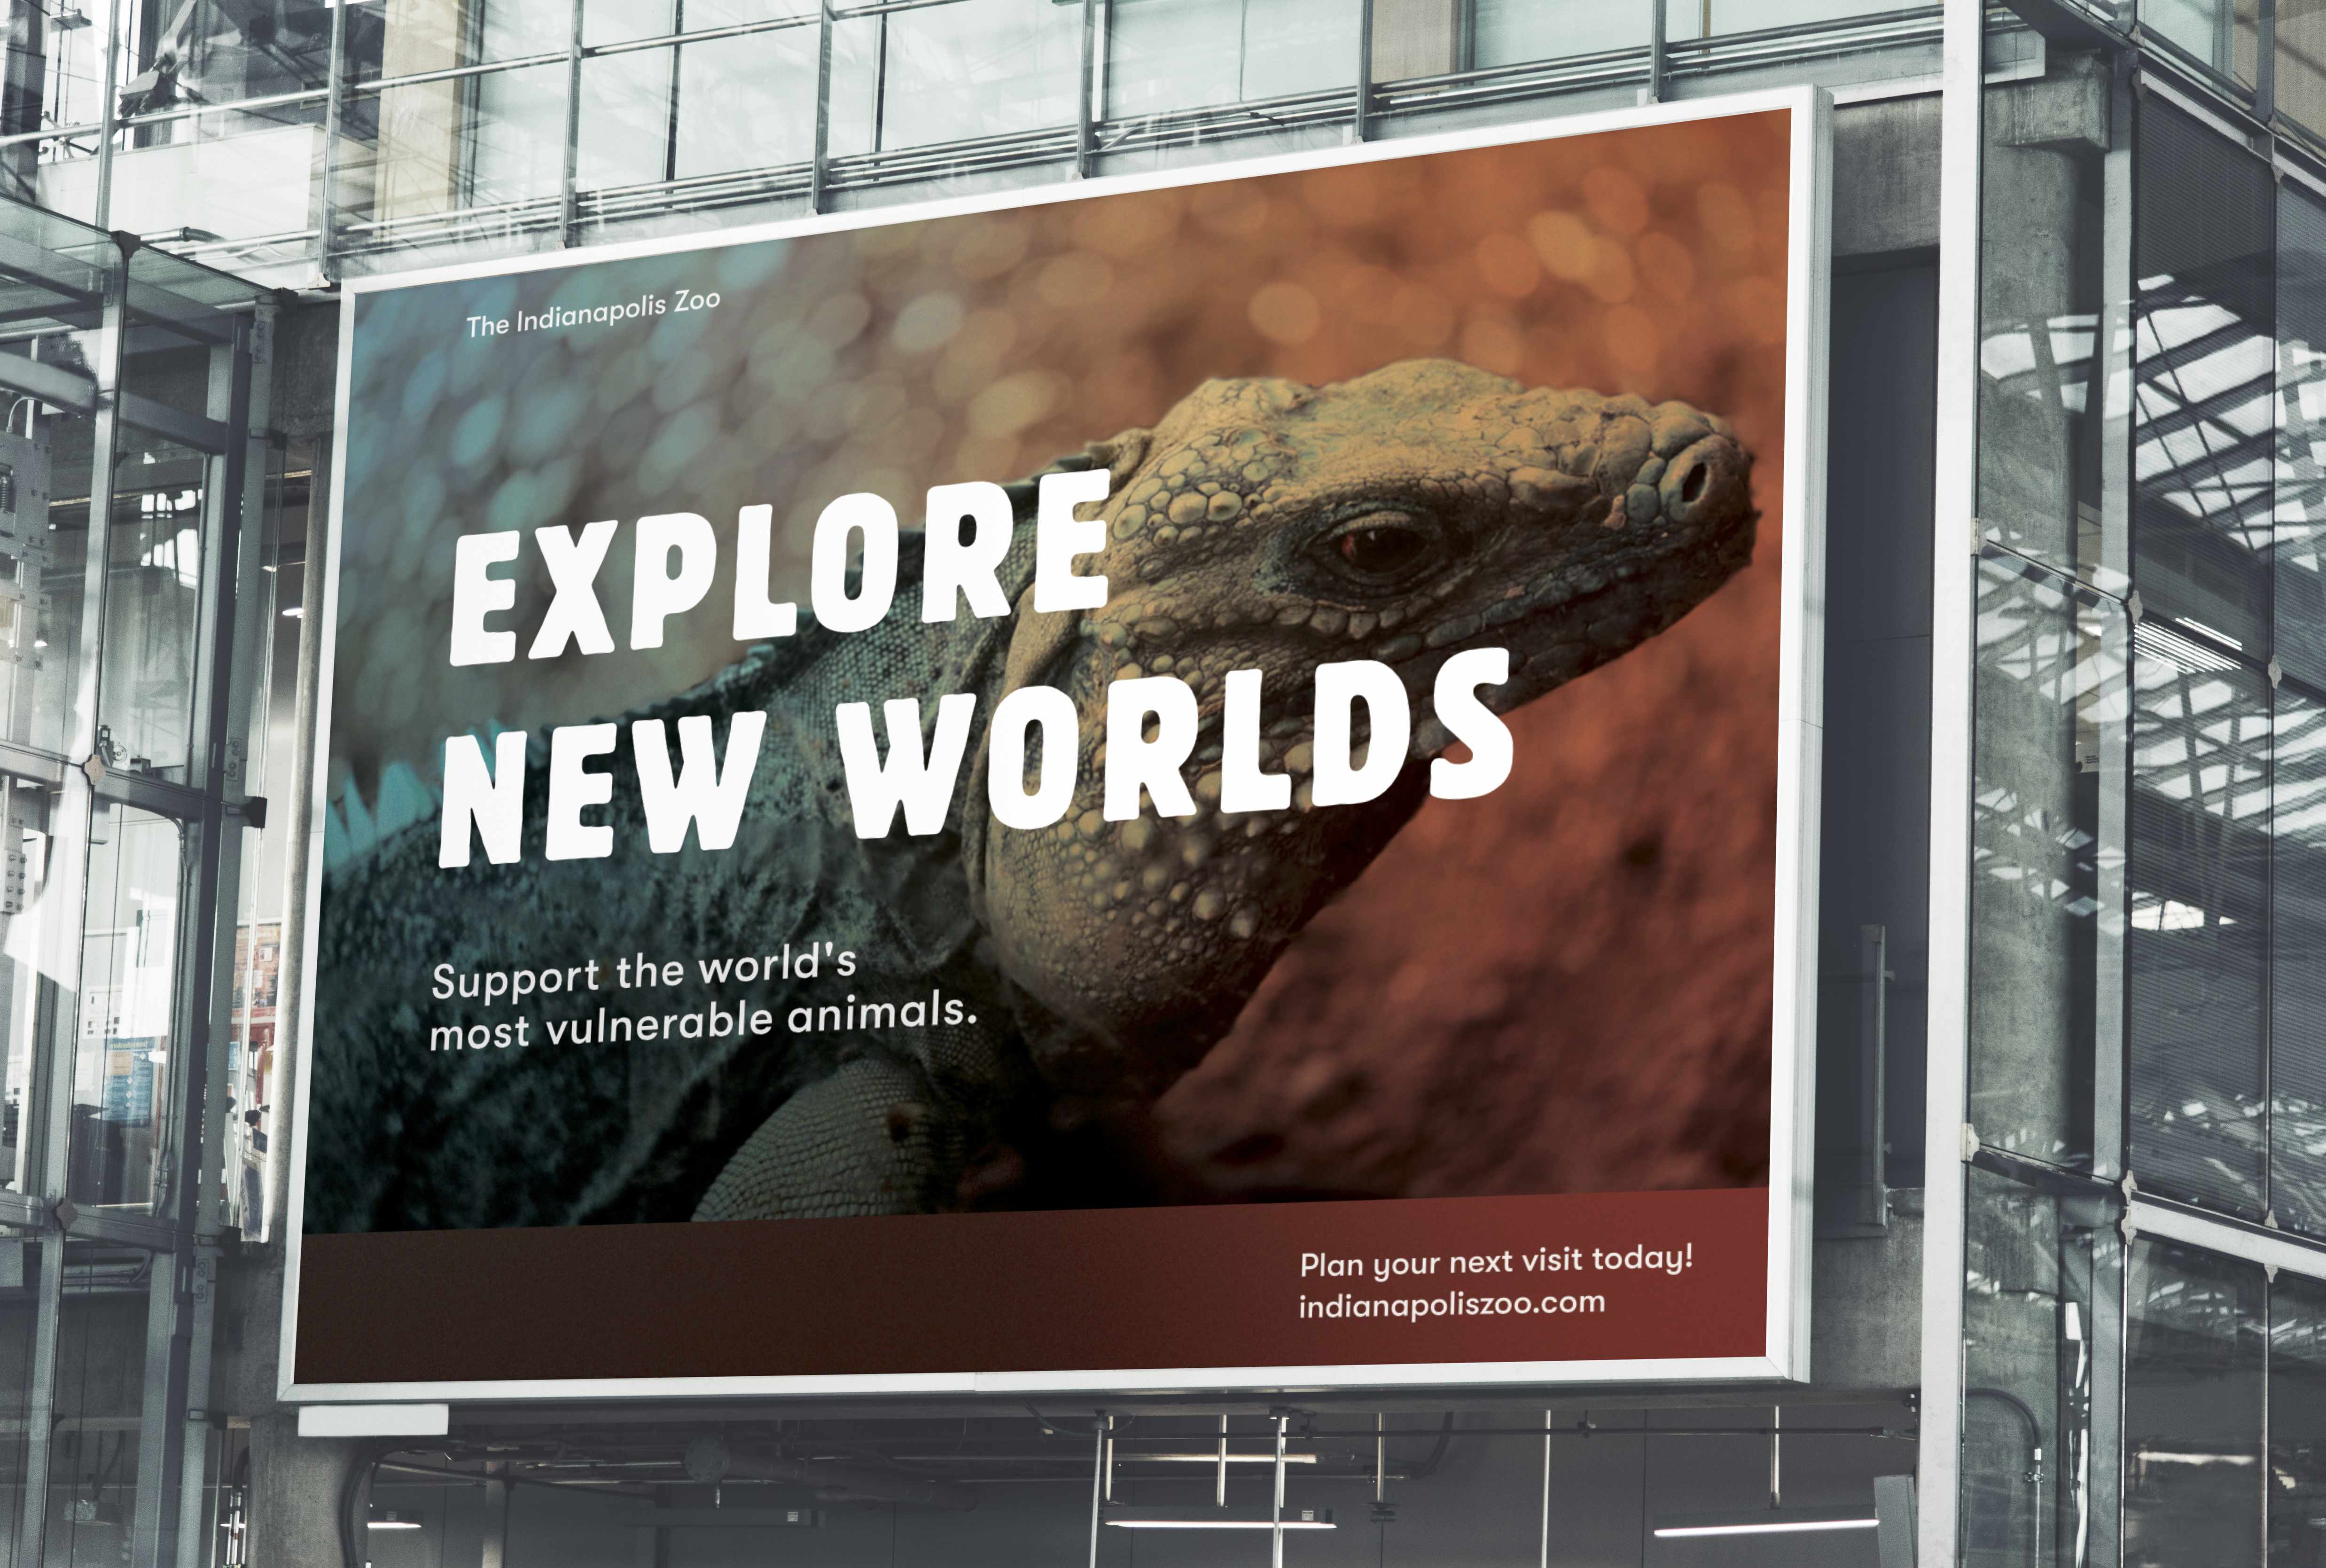 The Indianapolis Zoo
EXPLORE
NEW WORLDS
Support the world's
most vulnerable animals.
Plan your next visit today!
indianapoliszoo.com